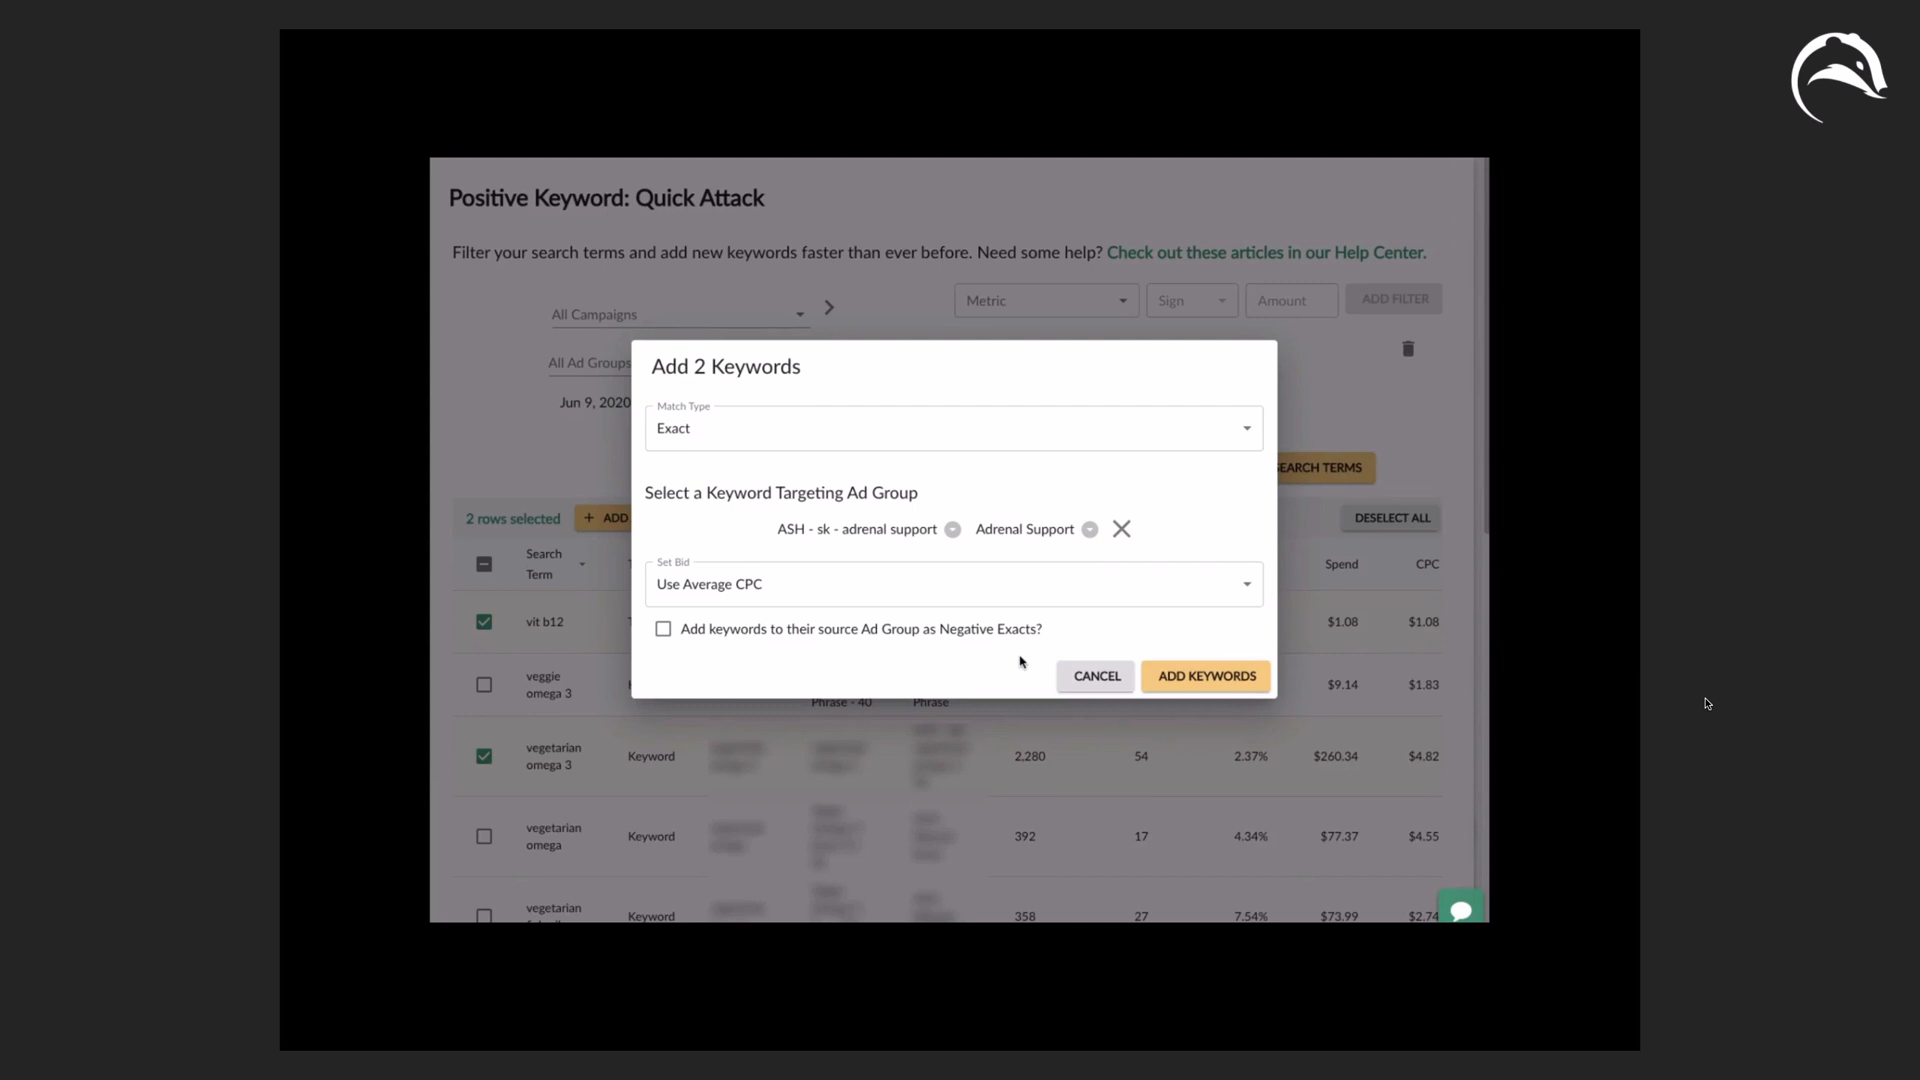 Positive Keyword: Quick Attack
Filter your search terms and add new keywords faster than ever before. Need some help? Check out these articles in our Help Center.
All Campaigns
Metric
Sign
Amount
ADD FILTER
All Ad Groups
Jun 9, 2020
Add 2 Keywords
Match Type
Exact
Select a Keyword Targeting Ad Group
ASH - sk - adrenal support
Adrenal Support
Set Bid
Use Average CPC
Add keywords to their source Ad Group as Negative Exacts?
CANCEL
ADD KEYWORDS
SEARCH TERMS
2 rows selected
+ ADD
DESELECT ALL
Search
Term
Spend
CPC
vit b12
$1.08
$1.08
veggie
omega 3
Phrase - 40
Phrase
$9.14
$1.83
vegetarian
omega 3
Keyword
2,280
54
2.37%
$260.34
$4.82
vegetarian
omega
Keyword
392
17
4.34%
$77.37
$4.55
vegetarian
Keyword
358
27
7.54%
$73.99
$2.74